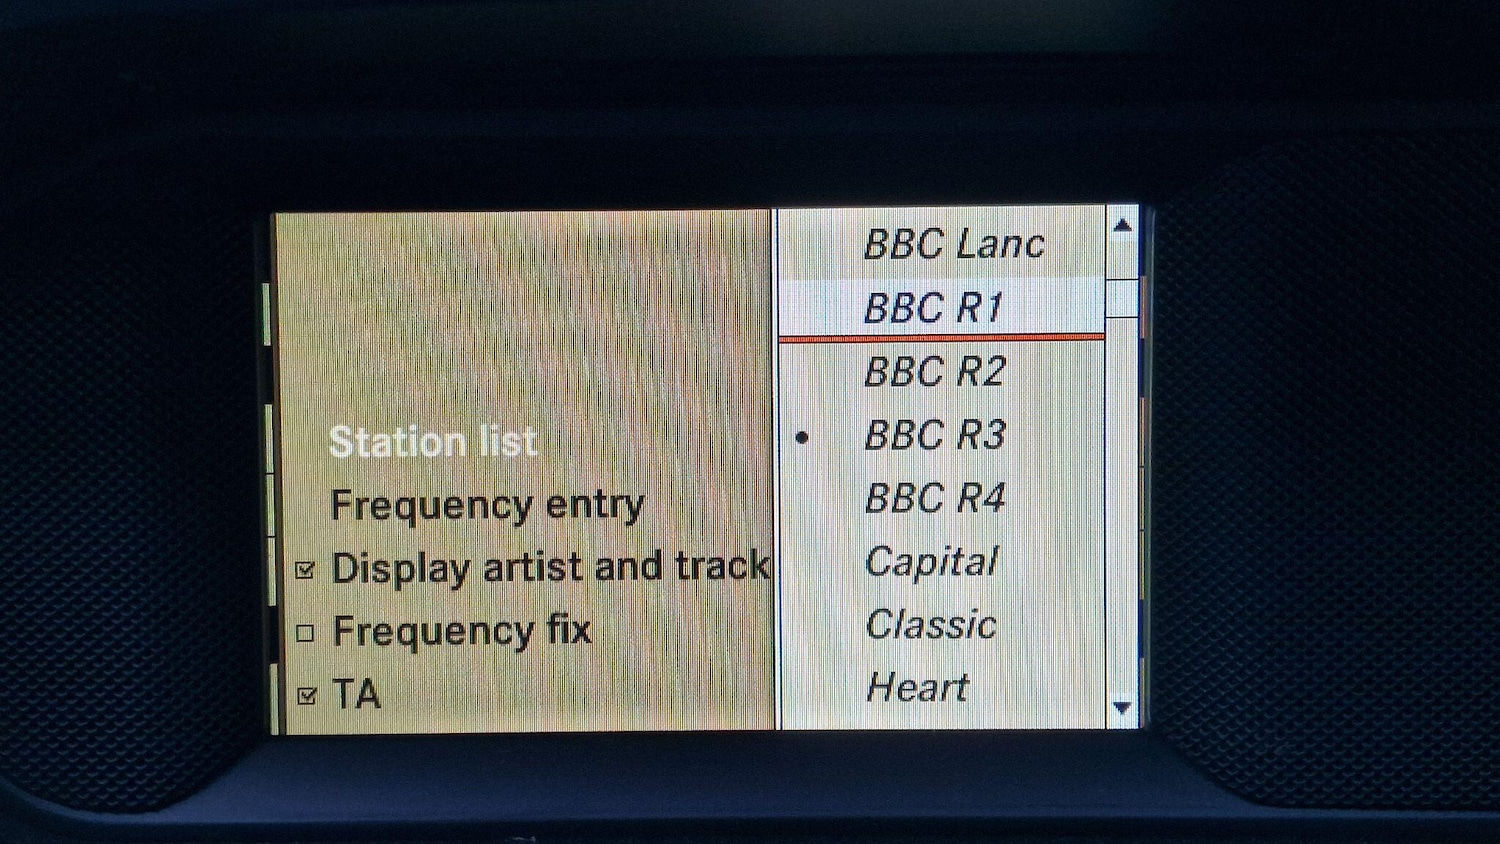 Station list
Frequency entry
Display artist and track
Frequency fix
TA
BBC Lanc
BBC R1
BBC R2
BBC R3
BBC R4
Capital
Classic
Heart